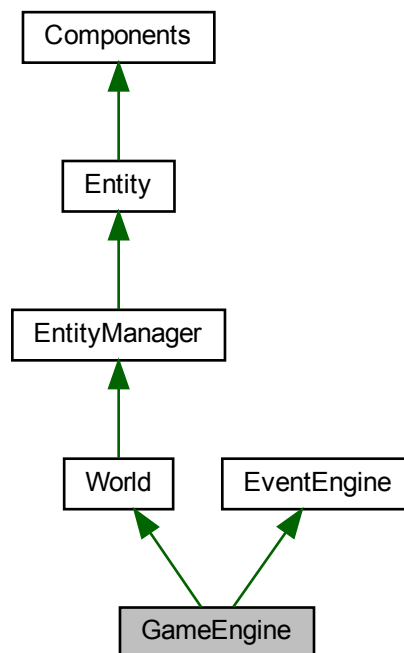 Components
Entity
EntityManager
World
EventEngine
GameEngine